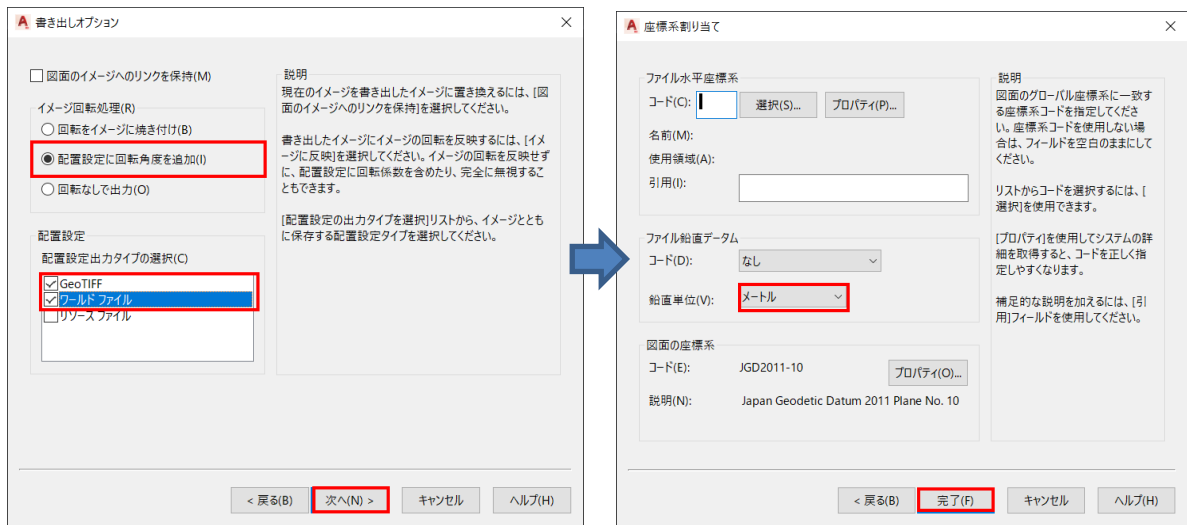 書き出しオプション
図面のイメージへのリンクを保持(M)
イメージ回転処理(R)
回転をイメージに焼き付け(B)
配置設定に回転角度を追加(I)
回転なしで出力(O)
配置設定
配置設定出力タイプの選択(C)
GeoTIFF
ワールド ファイル
リソース ファイル
説明
現在のイメージを書き出したイメージに置き換えるには、[図
面のイメージへのリンクを保持]を選択してください。
書き出したイメージにイメージの回転を反映するには、[イメ
ージに反映]を選択してください。イメージの回転を反映せず
に、配置設定に回転係数を含めたり、完全に無視するこ
ともできます。
[配置設定の出力タイプを選択]リストから、イメージととも
に保存する配置設定タイプを選択してください。
< 戻る(B)
次へ(N) >
キャンセル
ヘルプ(H)
座標系割り当て
ファイル水平座標系
コード(C):
選択(S)...
プロパティ(P)...
名前(M):
使用領域(A):
引用(I):
ファイル鉛直データム
コード(D):
なし
鉛直単位(V):
メートル
図面の座標系
コード(E):
JGD2011-10
プロパティ(O)...
説明(N):
Japan Geodetic Datum 2011 Plane No. 10
説明
図面のグローバル座標系に一致す
る座標系コードを指定してくださ
い。座標系コードを使用しない場
合は、フィールドを空白のままにして
ください。
リストからコードを選択するには、[
選択]を使用できます。
[プロパティ]を使用してシステムの詳
細を取得すると、コードを正しく指
定しやすくなります。
補足的な説明を加えるには、[引
用]フィールドを使用してください。
< 戻る(B)
完了(F)
キャンセル
ヘルプ(H)